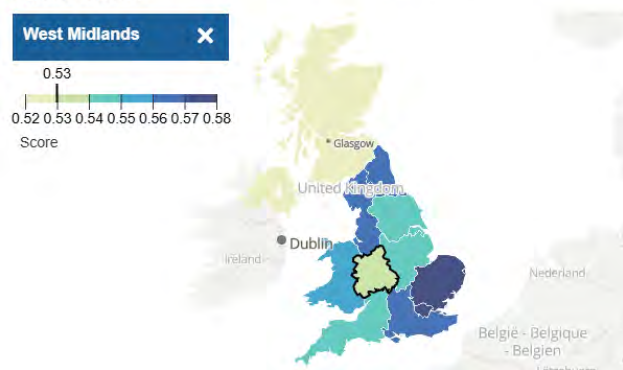 West Midlands
0.53
0.52 0.53 0.54 0.55 0.56 0.57 0.58
Score
Glasgow
United Kingdom
Dublin
Ireland
Nederland
België - Belgique
- Belgien